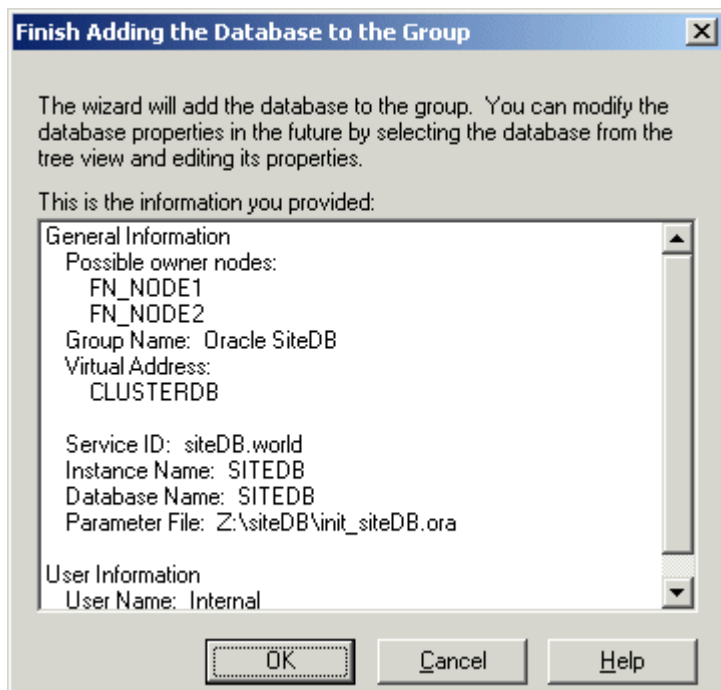 Finish Adding the Database to the Group
The wizard will add the database to the group. You can modify the
database properties in the future by selecting the database from the
tree view and editing its properties.
This is the information you provided:
General Information
Possible owner nodes:
FN_NODE1
FN_NODE2
Group Name: Oracle SiteDB
Virtual Address:
CLUSTERDB
Service ID: siteDB.world
Instance Name: SITEDB
Database Name: SITEDB
Parameter File: Z:\siteDB\init_siteDB.ora
User Information
User Name: Internal
OK Cancel Help